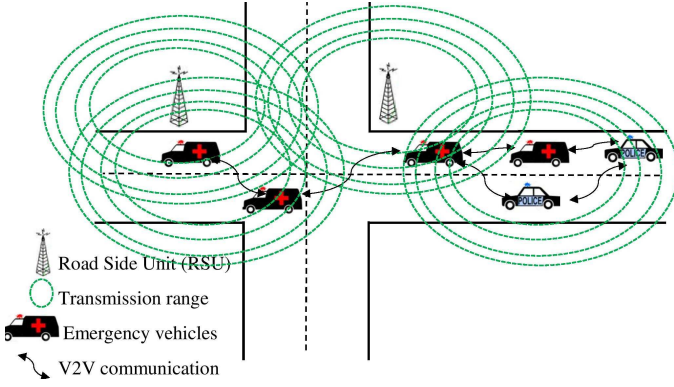 POLICE
POLICE
Road Side Unit (RSU)
Transmission range
Emergency vehicles
V2V communication